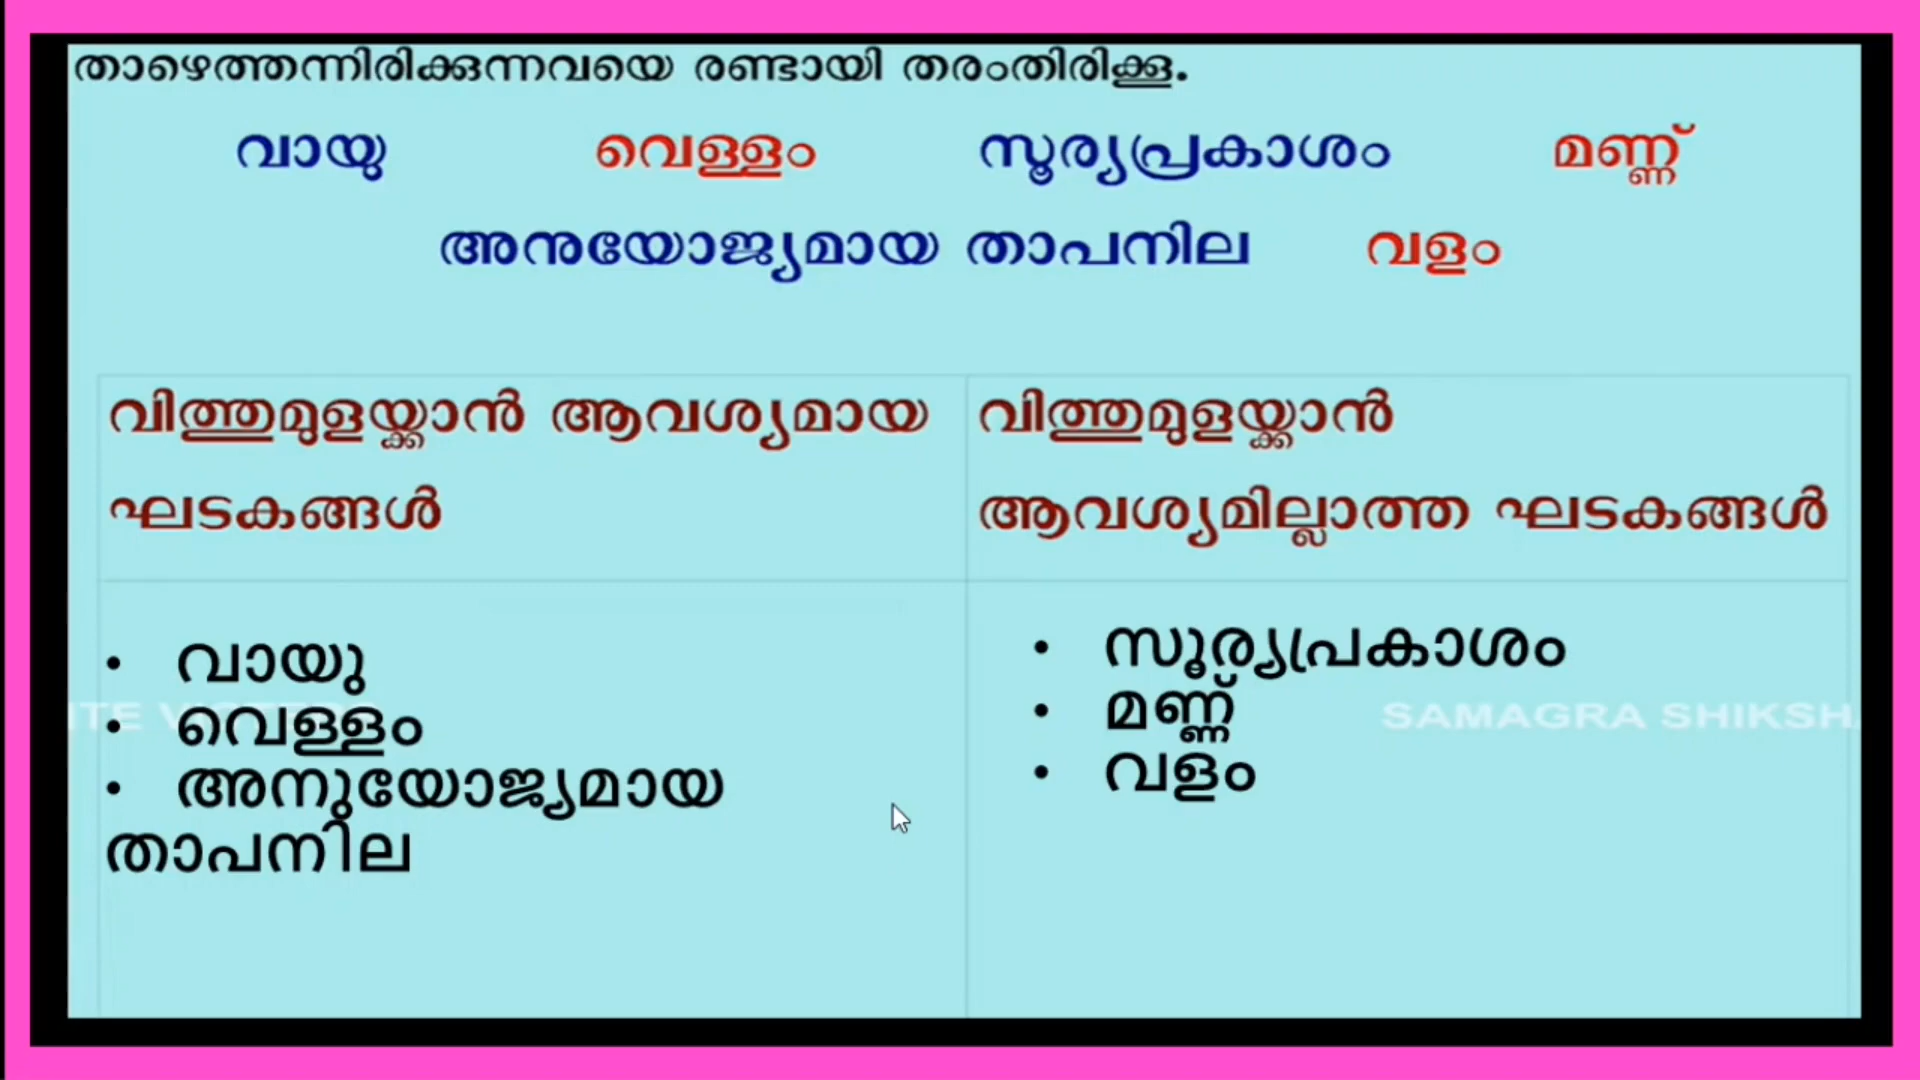 താഴെത്തന്നിരിക്കുന്നവയെ രണ്ടായി തരംതിരിക്കൂ.
വായു വെള്ളം സൂര്യപ്രകാശം മണ്ണ്
അനുയോജ്യമായ താപനില വളം
വിത്തുമുളയ്ക്കാൻ ആവശ്യമായ
ഘടകങ്ങൾ
വിത്തുമുളയ്ക്കാൻ
ആവശ്യമില്ലാത്ത ഘടകങ്ങൾ
• വായു
• വെള്ളം
• അനുയോജ്യമായ
താപനില
• സൂര്യപ്രകാശം
• മണ്ണ്
• വളം
SAMAGRA SHIKSH